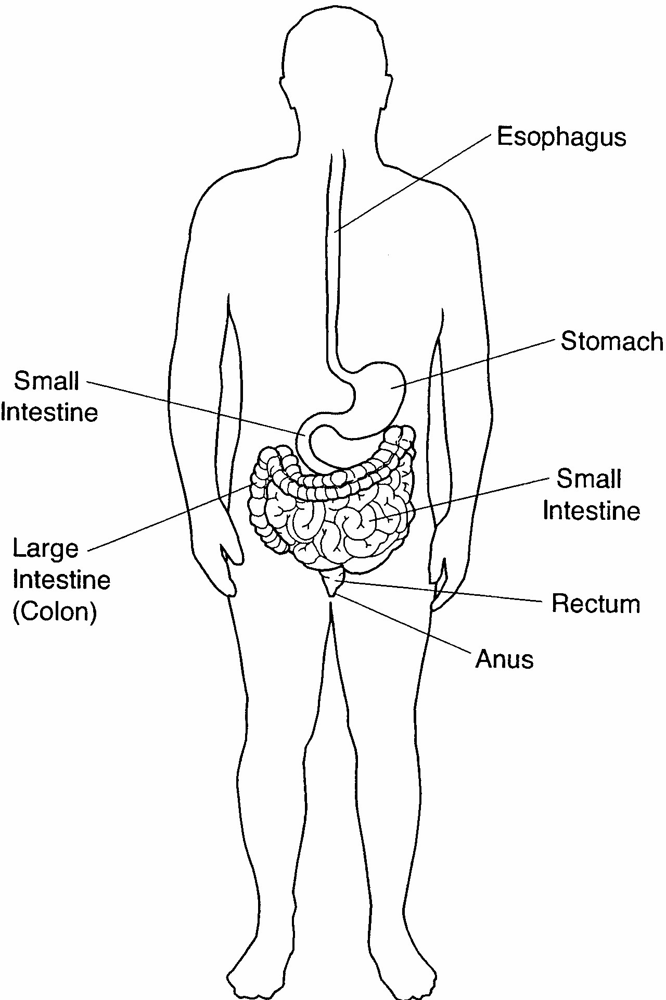 Esophagus
Stomach
Small
Intestine
Small
Intestine
Large
Intestine
(Colon)
Rectum
Anus